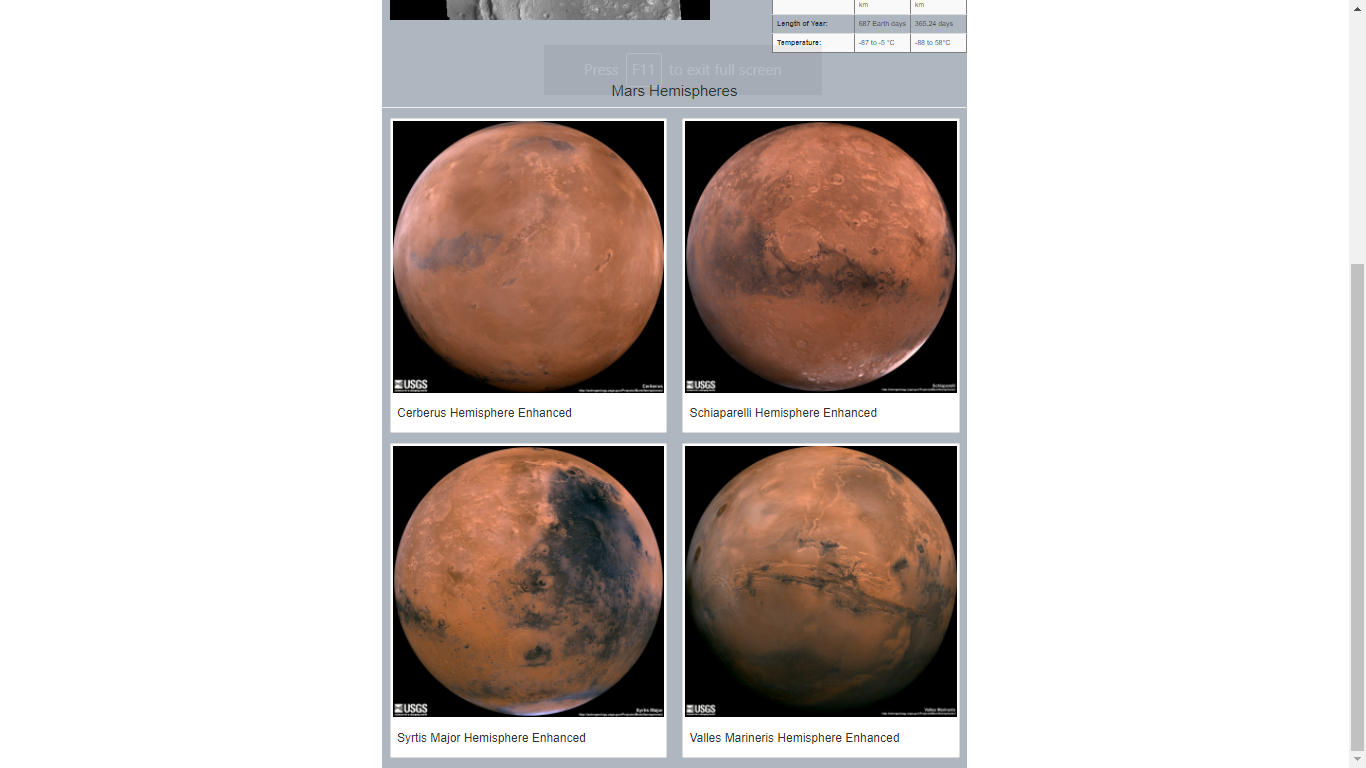 km km
Length of Year: 687 Earth days 365.24 days
Temperature: -87 to -5 °C -88 to 58°C
Press F11 to exit full screen
Mars Hemispheres
USGS Cerberus
USGS Schiaparelli
Cerberus Hemisphere Enhanced
Schiaparelli Hemisphere Enhanced
USGS Syrtis Major
USGS Valles Marineris
Syrtis Major Hemisphere Enhanced
Valles Marineris Hemisphere Enhanced